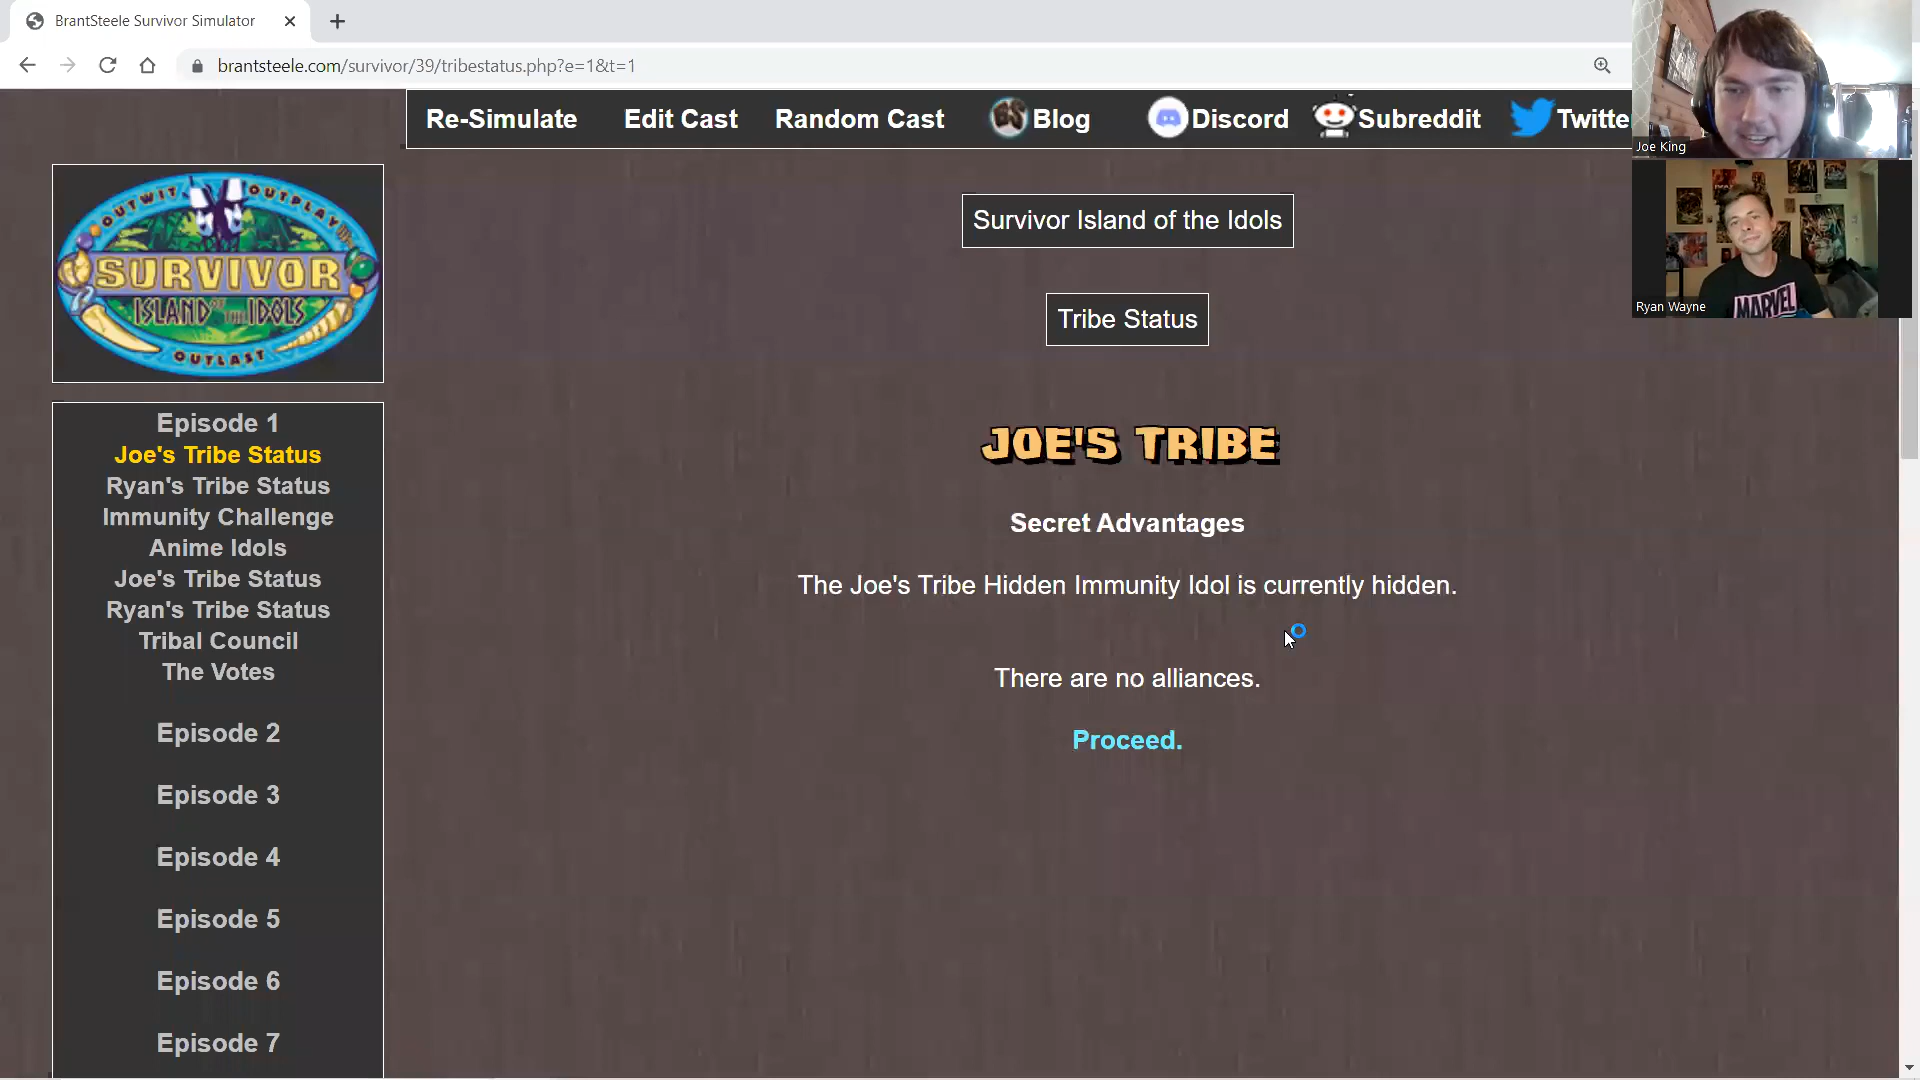 BrantSteele Survivor Simulator
brantsteele.com/survivor/39/tribestatus.php?e=1&t=1
Re-Simulate Edit Cast Random Cast Blog Discord Subreddit Twitte
Joe King
Ryan Wayne
MARVEL
OUTWIT OUTPLAY
SURVIVOR
ISLAND OF THE IDOLS
OUTLAST
Survivor Island of the Idols
Tribe Status
Episode 1
Joe's Tribe Status
Ryan's Tribe Status
Immunity Challenge
Anime Idols
Joe's Tribe Status
Ryan's Tribe Status
Tribal Council
The Votes
Episode 2
Episode 3
Episode 4
Episode 5
Episode 6
Episode 7
JOE'S TRIBE
Secret Advantages
The Joe's Tribe Hidden Immunity Idol is currently hidden.
There are no alliances.
Proceed.